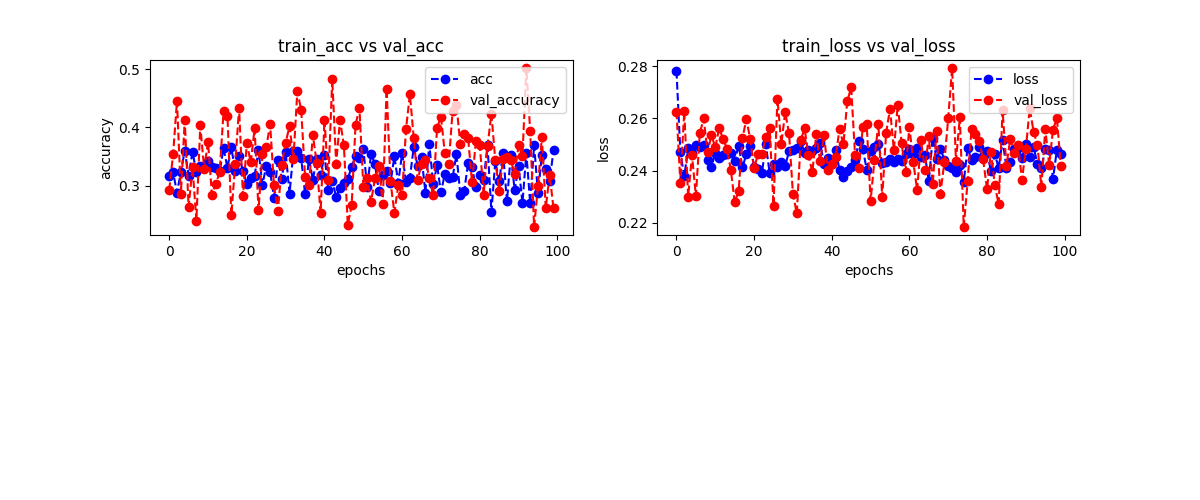 train_acc vs val_acc
accuracy
0.5
0.4
0.3
acc
val_accuracy
0
20
40
60
80
100
epochs
train_loss vs val_loss
loss
0.28
0.26
0.24
0.22
loss
val_loss
0
20
40
60
80
100
epochs